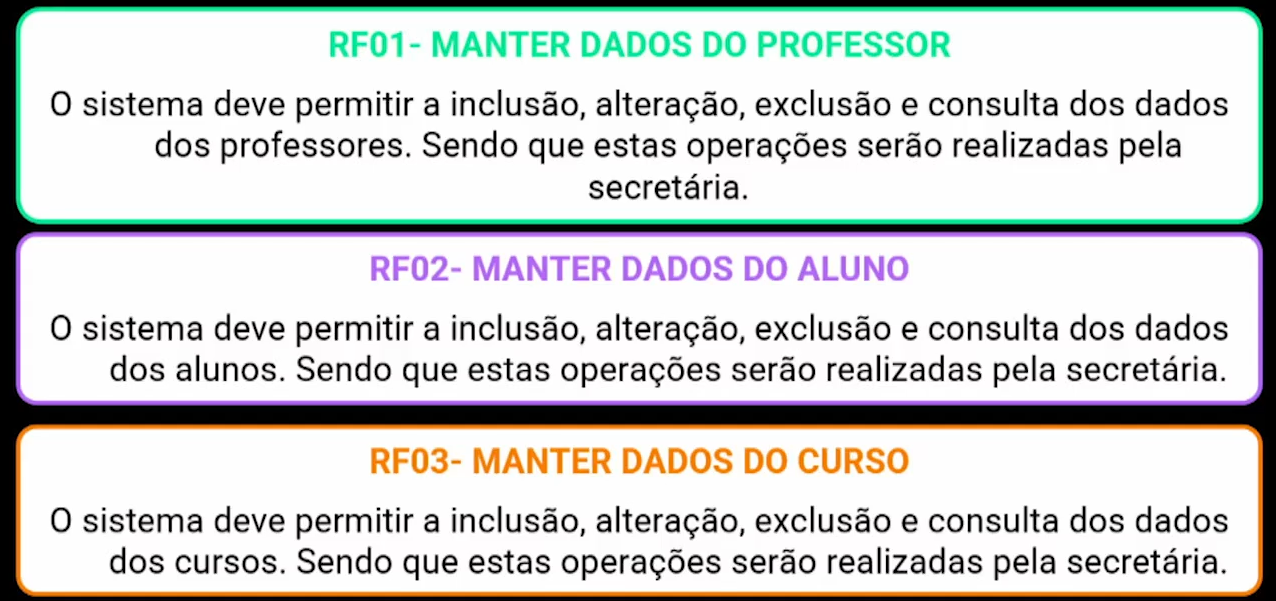 RF01- MANTER DADOS DO PROFESSOR
O sistema deve permitir a inclusão, alteração, exclusão e consulta dos dados
dos professores. Sendo que estas operações serão realizadas pela
secretária.
RF02- MANTER DADOS DO ALUNO
O sistema deve permitir a inclusão, alteração, exclusão e consulta dos dados
dos alunos. Sendo que estas operações serão realizadas pela secretária.
RF03- MANTER DADOS DO CURSO
O sistema deve permitir a inclusão, alteração, exclusão e consulta dos dados
dos cursos. Sendo que estas operações serão realizadas pela secretária.